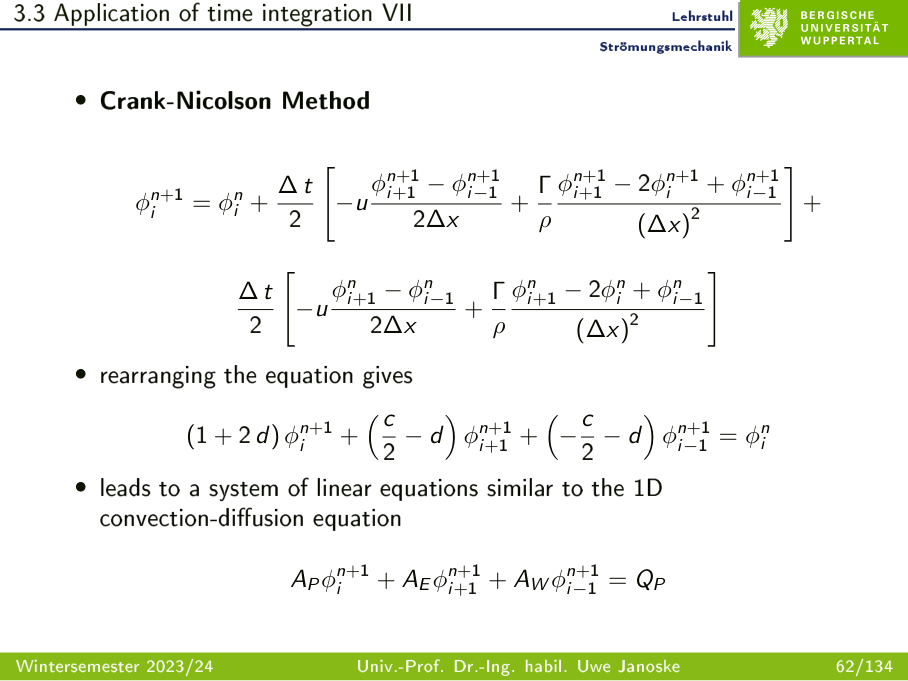 3.3 Application of time integration VII
Lehrstuhl
Strömungsmechanik
BERGISCHE
UNIVERSITÄT
WUPPERTAL
• Crank-Nicolson Method
$\phi_i^{n+1} = \phi_i^n + \frac{\Delta t}{2} \left[ -u \frac{\phi_{i+1}^{n+1} - \phi_{i-1}^{n+1}}{2\Delta x} + \frac{\Gamma}{\rho} \frac{\phi_{i+1}^{n+1} - 2\phi_i^{n+1} + \phi_{i-1}^{n+1}}{(\Delta x)^2} \right] +$
$\frac{\Delta t}{2} \left[ -u \frac{\phi_{i+1}^n - \phi_{i-1}^n}{2\Delta x} + \frac{\Gamma}{\rho} \frac{\phi_{i+1}^n - 2\phi_i^n + \phi_{i-1}^n}{(\Delta x)^2} \right]$
• rearranging the equation gives
$(1 + 2d) \phi_i^{n+1} + \left( \frac{c}{2} - d \right) \phi_{i+1}^{n+1} + \left( -\frac{c}{2} - d \right) \phi_{i-1}^{n+1} = \phi_i^n$
• leads to a system of linear equations similar to the 1D
convection-diffusion equation
$A_P \phi_i^{n+1} + A_E \phi_{i+1}^{n+1} + A_W \phi_{i-1}^{n+1} = Q_P$
Wintersemester 2023/24
Univ.-Prof. Dr.-Ing. habil. Uwe Janoske
62/134